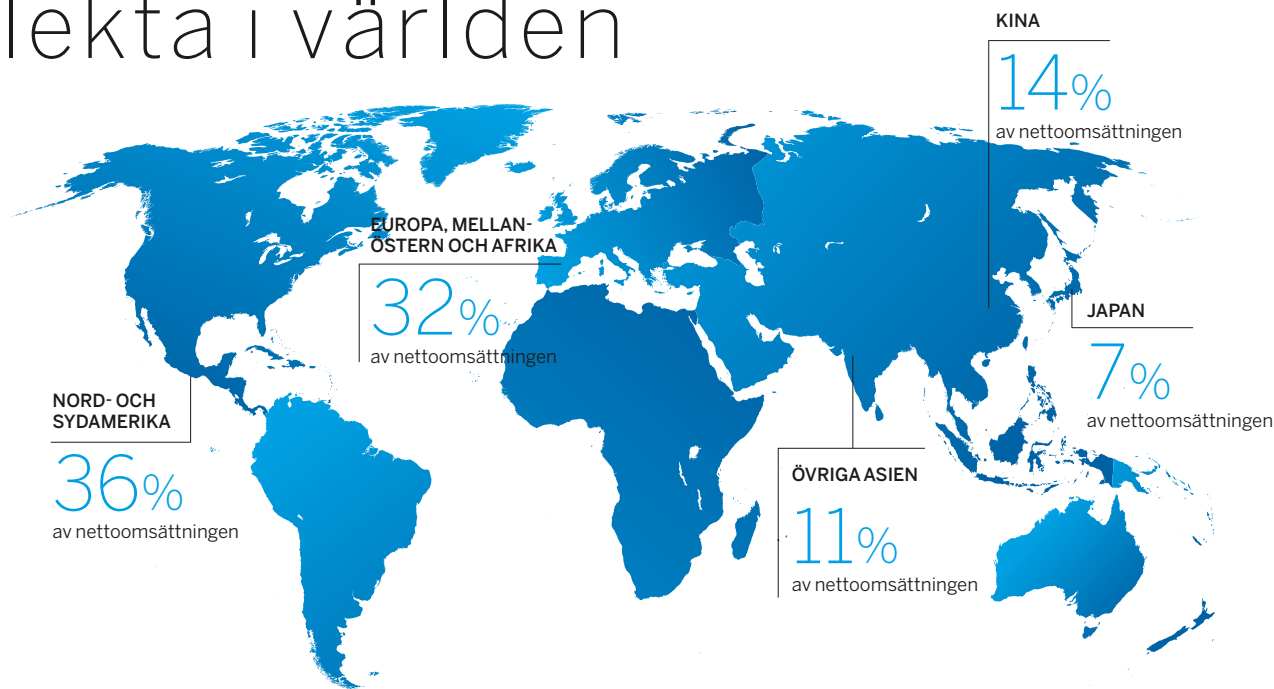 lekta i världen
KINA
14%
av nettoomsättningen
EUROPA, MELLAN-
ÖSTERN OCH AFRIKA
32%
av nettoomsättningen
JAPAN
7%
av nettoomsättningen
NORD- OCH
SYDAMERIKA
36%
av nettoomsättningen
ÖVRIGA ASIEN
11%
av nettoomsättningen